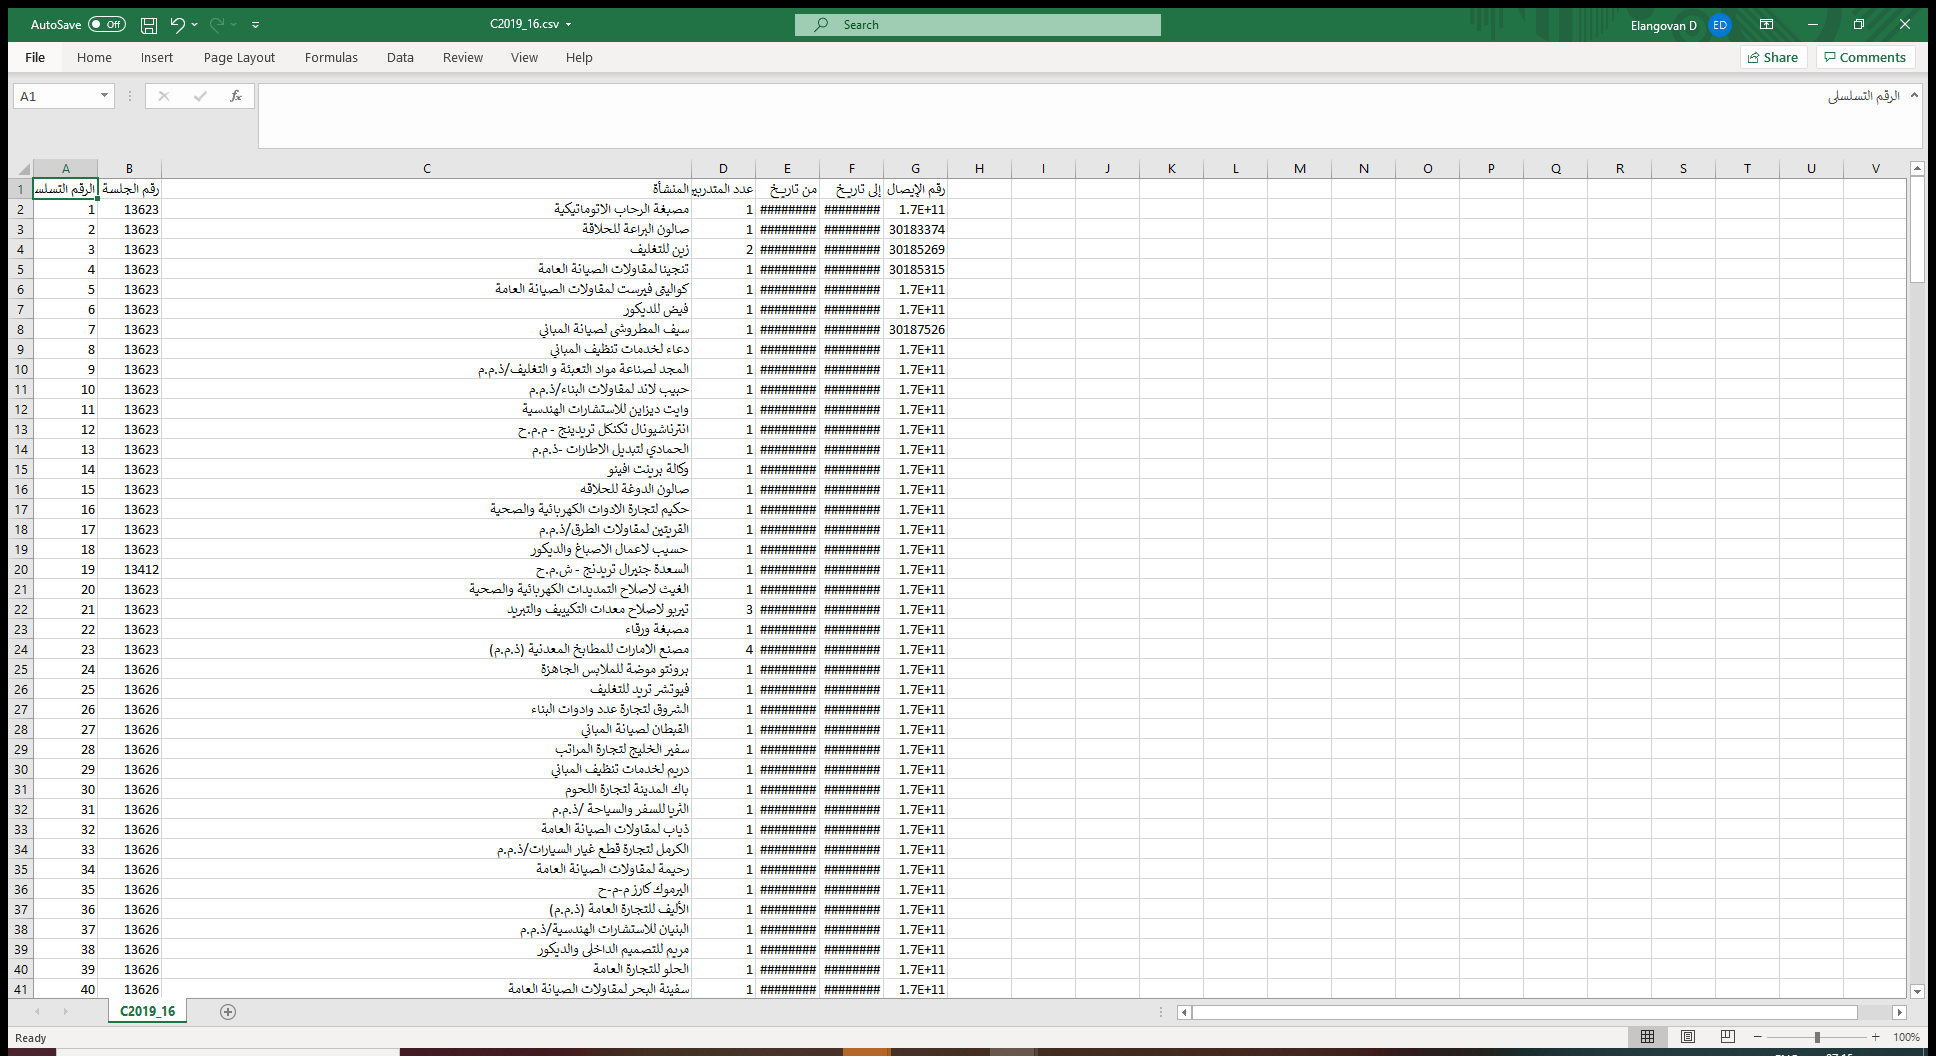 AutoSave Off C2019_16.csv Search Elangovan D ED
File Home Insert Page Layout Formulas Data Review View Help Share Comments
A1 fx الرقم التسلسلي
A B C D E F G H I J K L M N O P Q R S T U V
1 الرقم التسلس رقم الجلسة المنشأة عدد المتدربين من تاريخ إلى تاريخ رقم الإيصال
2 1 13623 مصبغة الرحاب الاتوماتيكية 1 ######## ######## 1.7E+11
3 2 13623 صالون البراعة للحلاقة 1 ######## ######## 30183374
4 3 13623 زين للتغليف 2 ######## ######## 30185269
5 4 13623 تنجينا لمقاولات الصيانة العامة 1 ######## ######## 30185315
6 5 13623 كواليتى فيرست لمقاولات الصيانة العامة 1 ######## ######## 1.7E+11
7 6 13623 فيض للديكور 1 ######## ######## 1.7E+11
8 7 13623 سيف المطروشى لصيانة المباني 1 ######## ######## 30187526
9 8 13623 دعاء لخدمات تنظيف المباني 1 ######## ######## 1.7E+11
10 9 13623 المجد لصناعة مواد التعبئة و التغليف/ذ.م.م 1 ######## ######## 1.7E+11
11 10 13623 حبيب لاند لمقاولات البناء/ذ.م.م 1 ######## ######## 1.7E+11
12 11 13623 وايت ديزاين للاستشارات الهندسية 1 ######## ######## 1.7E+11
13 12 13623 انترناشيونال تكنكل تريدينج - م.م.ح 1 ######## ######## 1.7E+11
14 13 13623 الحمادي لتبديل الاطارات -ذ.م.م 1 ######## ######## 1.7E+11
15 14 13623 وكالة برينت افينو 1 ######## ######## 1.7E+11
16 15 13623 صالون الدوغة للحلاقه 1 ######## ######## 1.7E+11
17 16 13623 حكيم لتجارة الادوات الكهربائية والصحية 1 ######## ######## 1.7E+11
18 17 13623 القريتين لمقاولات الطرق/ذ.م.م 1 ######## ######## 1.7E+11
19 18 13623 حسيب لاعمال الاصباغ والديكور 1 ######## ######## 1.7E+11
20 19 13412 السعدة جنيرال تريدنج - ش.م.ح 1 ######## ######## 1.7E+11
21 20 13623 الغيث لاصلاح التمديدات الكهربائية والصحية 1 ######## ######## 1.7E+11
22 21 13623 تيربو لاصلاح معدات التكيييف والتبريد 3 ######## ######## 1.7E+11
23 22 13623 مصبغة ورقاء 1 ######## ######## 1.7E+11
24 23 13623 مصنع الامارات للمطابخ المعدنية (ذ.م.م) 4 ######## ######## 1.7E+11
25 24 13626 برونتو موضة للملابس الجاهزة 1 ######## ######## 1.7E+11
26 25 13626 فيوتشر تريد للتغليف 1 ######## ######## 1.7E+11
27 26 13626 الشروق لتجارة عدد وادوات البناء 1 ######## ######## 1.7E+11
28 27 13626 القبطان لصيانة المباني 1 ######## ######## 1.7E+11
29 28 13626 سفير الخليج لتجارة المراتب 1 ######## ######## 1.7E+11
30 29 13626 دريم لخدمات تنظيف المباني 1 ######## ######## 1.7E+11
31 30 13626 باك المدينة لتجارة اللحوم 1 ######## ######## 1.7E+11
32 31 13626 الثريا للسفر والسياحة /ذ.م.م 1 ######## ######## 1.7E+11
33 32 13626 ذياب لمقاولات الصيانة العامة 1 ######## ######## 1.7E+11
34 33 13626 الكرمل لتجارة قطع غيار السيارات/ذ.م.م 1 ######## ######## 1.7E+11
35 34 13626 رحيمة لمقاولات الصيانة العامة 1 ######## ######## 1.7E+11
36 35 13626 اليرموك كارز م-م-ح 1 ######## ######## 1.7E+11
37 36 13626 الأليف للتجارة العامة (ذ.م.م) 1 ######## ######## 1.7E+11
38 37 13626 البنيان للاستشارات الهندسية/ذ.م.م 1 ######## ######## 1.7E+11
39 38 13626 مريم للتصميم الداخلى والديكور 1 ######## ######## 1.7E+11
40 39 13626 الحلو للتجارة العامة 1 ######## ######## 1.7E+11
41 40 13626 سفينة البحر لمقاولات الصيانة العامة 1 ######## ######## 1.7E+11
C2019_16
Ready 100%